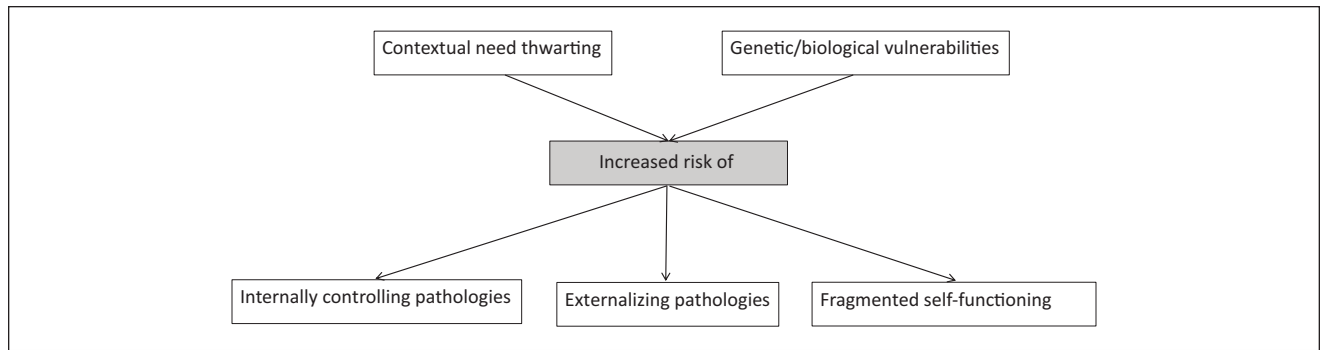 Contextual need thwarting
Genetic/biological vulnerabilities
Increased risk of
Internally controlling pathologies
Externalizing pathologies
Fragmented self-functioning